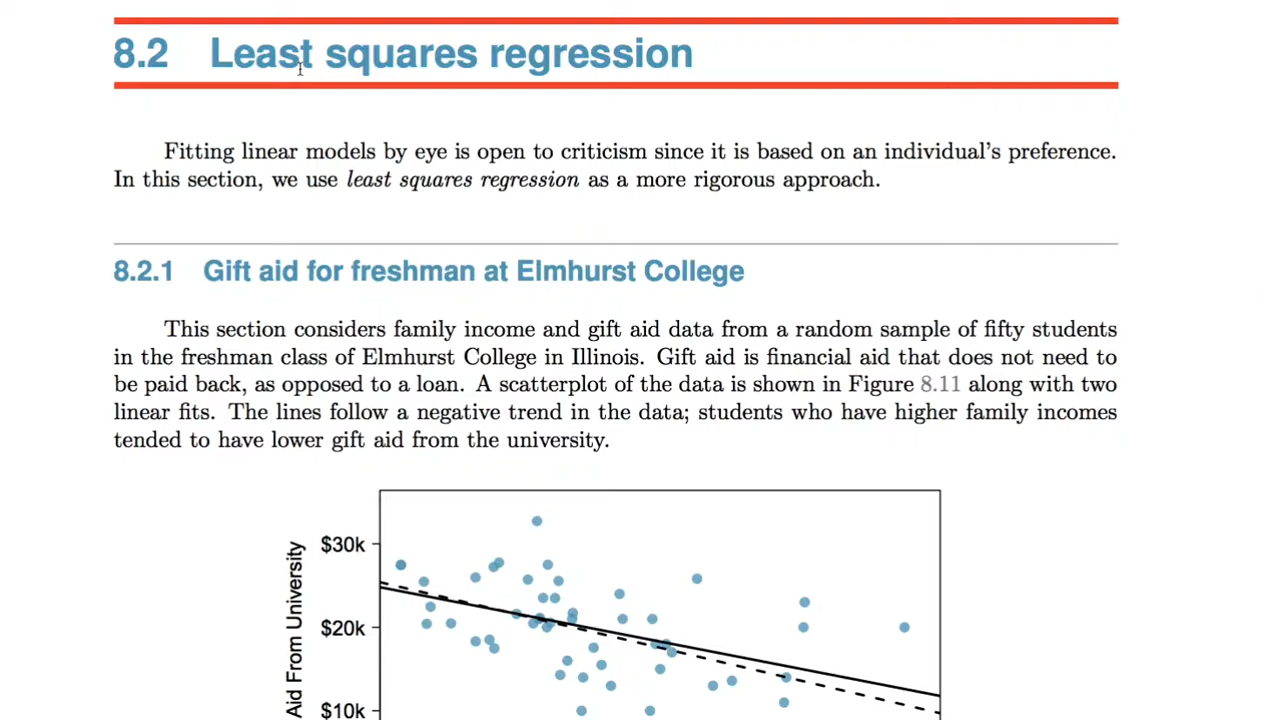 8.2 Least squares regression
Fitting linear models by eye is open to criticism since it is based on an individual's preference.
In this section, we use least squares regression as a more rigorous approach.
8.2.1 Gift aid for freshman at Elmhurst College
This section considers family income and gift aid data from a random sample of fifty students
in the freshman class of Elmhurst College in Illinois. Gift aid is financial aid that does not need to
be paid back, as opposed to a loan. A scatterplot of the data is shown in Figure 8.11 along with two
linear fits. The lines follow a negative trend in the data; students who have higher family incomes
tended to have lower gift aid from the university.
Aid From University
$30k
$20k
$10k